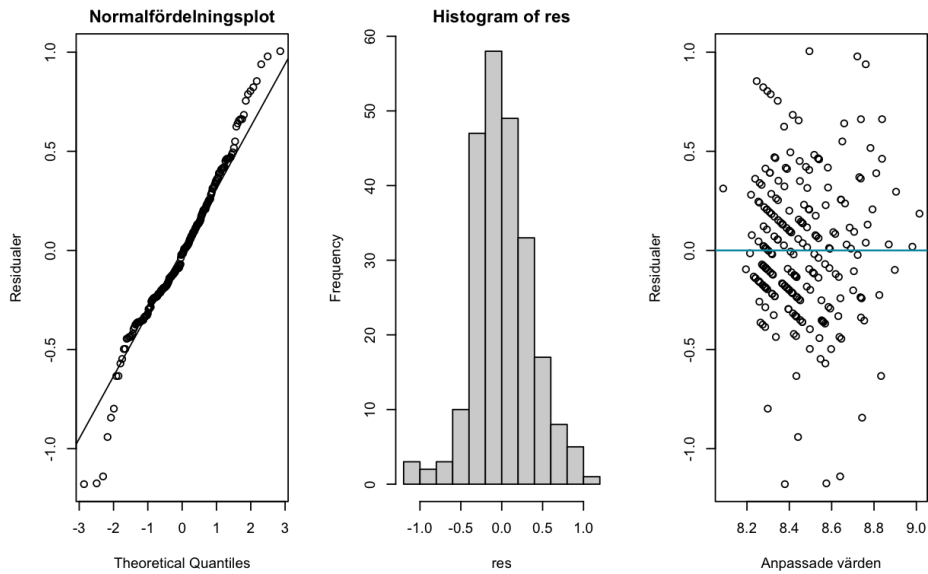 Normalfördelningsplot
Residualer
1.0
0.5
0.0
-0.5
-1.0
-3 -2 -1 0 1 2 3
Theoretical Quantiles
Histogram of res
Frequency
60
50
40
30
20
10
0
-1.0 -0.5 0.0 0.5 1.0
res
Residualer
1.0
0.5
0.0
-0.5
-1.0
8.2 8.4 8.6 8.8 9.0
Anpassade värden